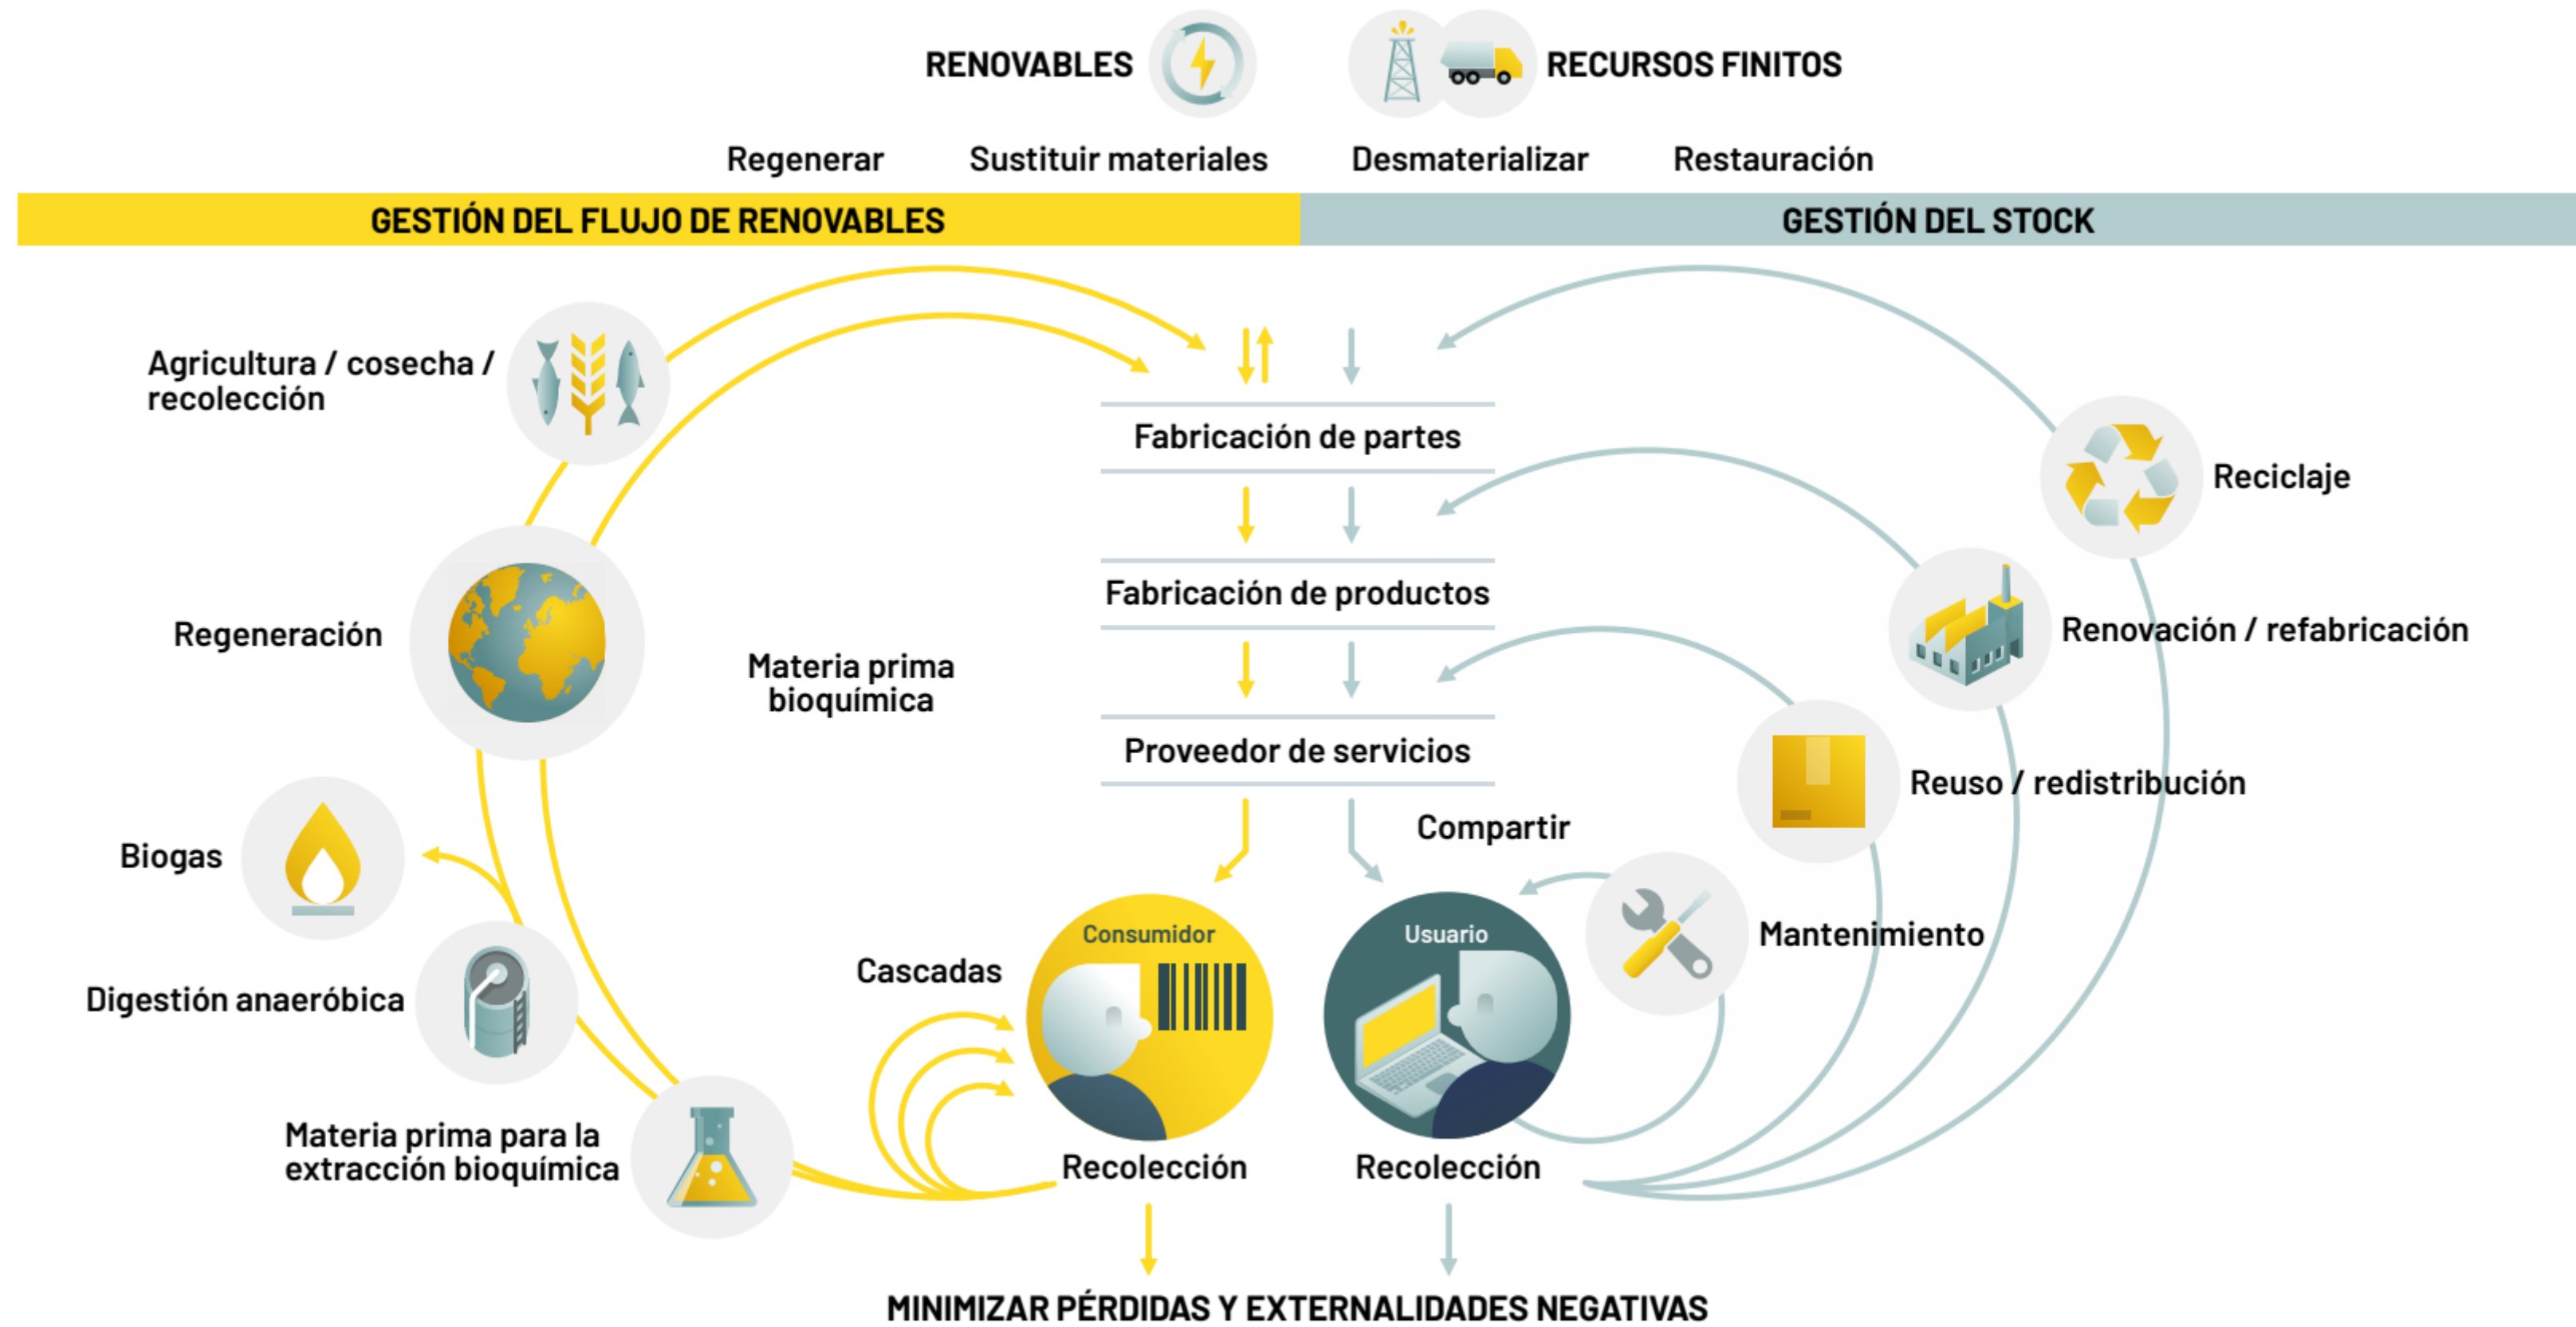 RENOVABLES
RECURSOS FINITOS
Regenerar
Sustituir materiales
Desmaterializar
Restauración
GESTIÓN DEL FLUJO DE RENOVABLES
GESTIÓN DEL STOCK
Agricultura / cosecha /
recolección
Fabricación de partes
Reciclaje
Fabricación de productos
Regeneración
Renovación / refabricación
Materia prima
bioquímica
Proveedor de servicios
Reuso / redistribución
Compartir
Biogas
Consumidor
Usuario
Mantenimiento
Cascadas
Digestión anaeróbica
Materia prima para la
extracción bioquímica
Recolección
Recolección
MINIMIZAR PÉRDIDAS Y EXTERNALIDADES NEGATIVAS